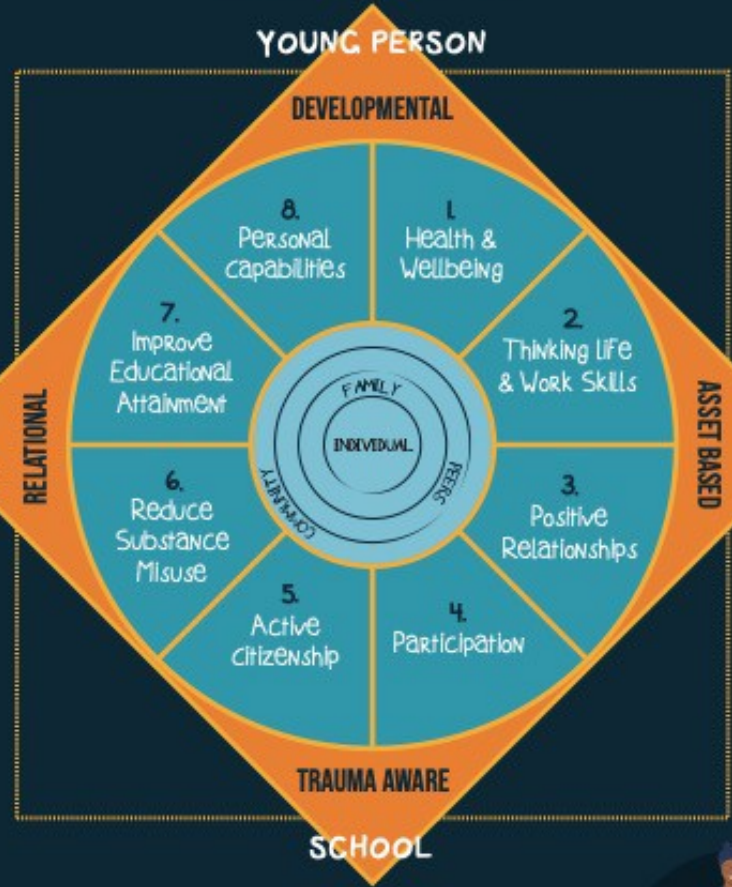 YOUNG PERSON
DEVELOPMENTAL
8.
Personal
Capabilities
1.
Health &
Wellbeing
7.
Improve
Educational
Attainment
2.
Thinking Life
& Work Skills
FAMILY
INDIVIDUAL
PEERS
COMMUNITY
RELATIONAL
ASSET BASED
6.
Reduce
Substance
Misuse
3.
Positive
Relationships
5.
Active
Citizenship
4.
Participation
TRAUMA AWARE
SCHOOL